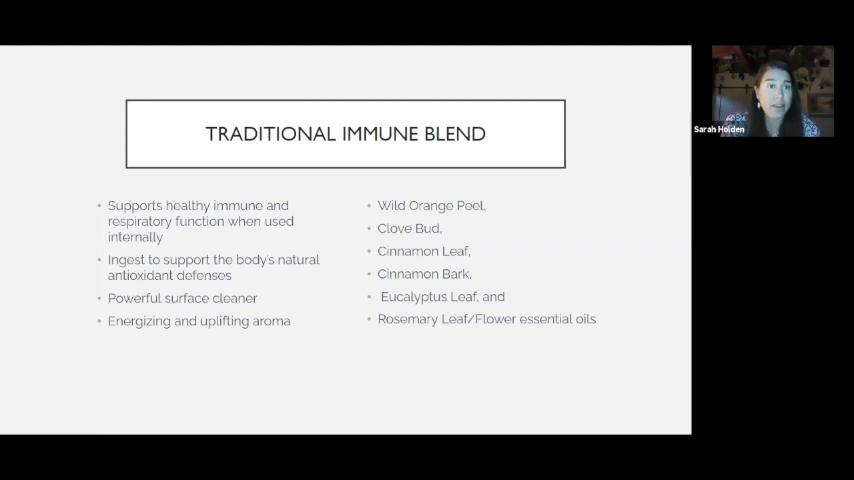 TRADITIONAL IMMUNE BLEND
Supports healthy immune and
respiratory function when used
internally
Ingest to support the body's natural
antioxidant defenses
Powerful surface cleaner
Energizing and uplifting aroma
Wild Orange Peel,
Clove Bud,
Cinnamon Leaf,
Cinnamon Bark,
Eucalyptus Leaf, and
Rosemary Leaf/Flower essential oils
Sarah Holden